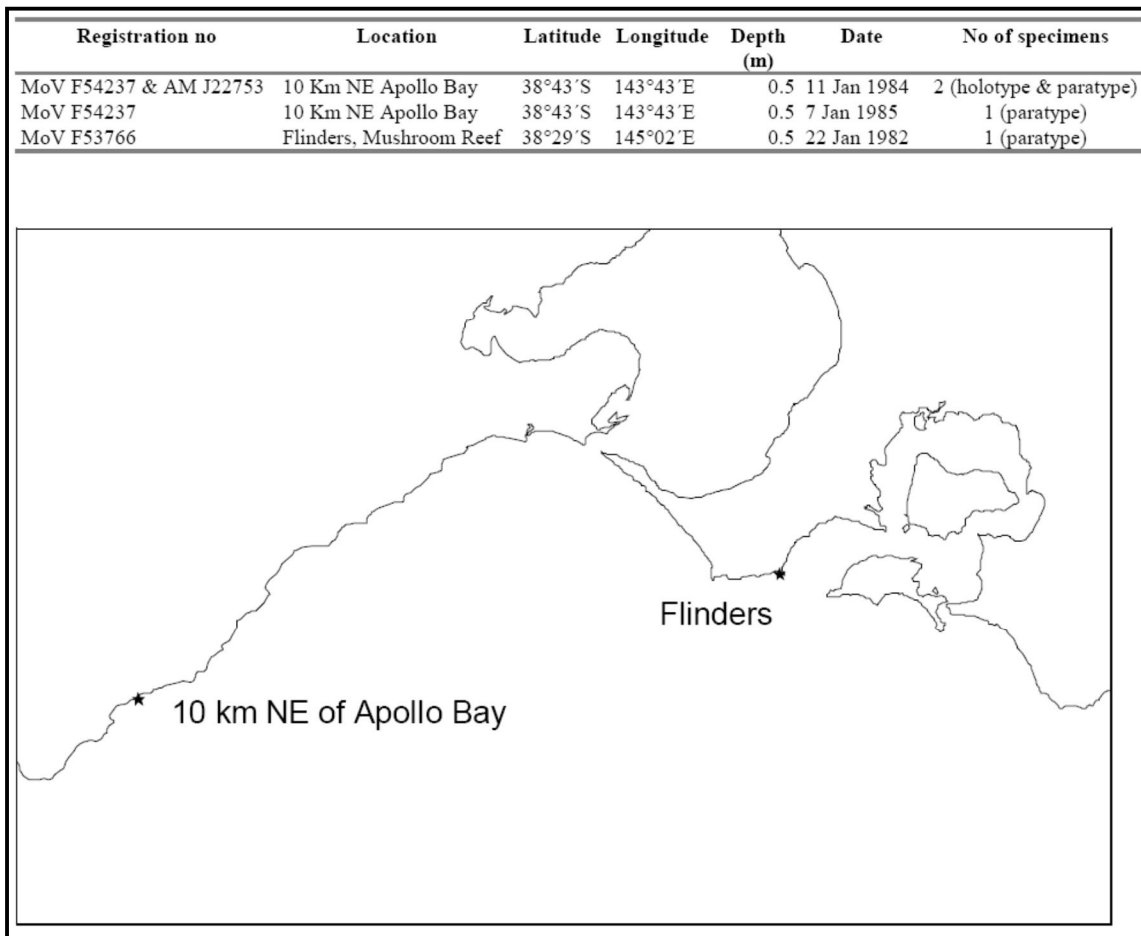 Registration no Location Latitude Longitude Depth (m) Date No of specimens
MoV F54237 & AM J22753 10 Km NE Apollo Bay 38°43´S 143°43´E 0.5 11 Jan 1984 2 (holotype & paratype)
MoV F54237 10 Km NE Apollo Bay 38°43´S 143°43´E 0.5 7 Jan 1985 1 (paratype)
MoV F53766 Flinders, Mushroom Reef 38°29´S 145°02´E 0.5 22 Jan 1982 1 (paratype)
Flinders
10 km NE of Apollo Bay